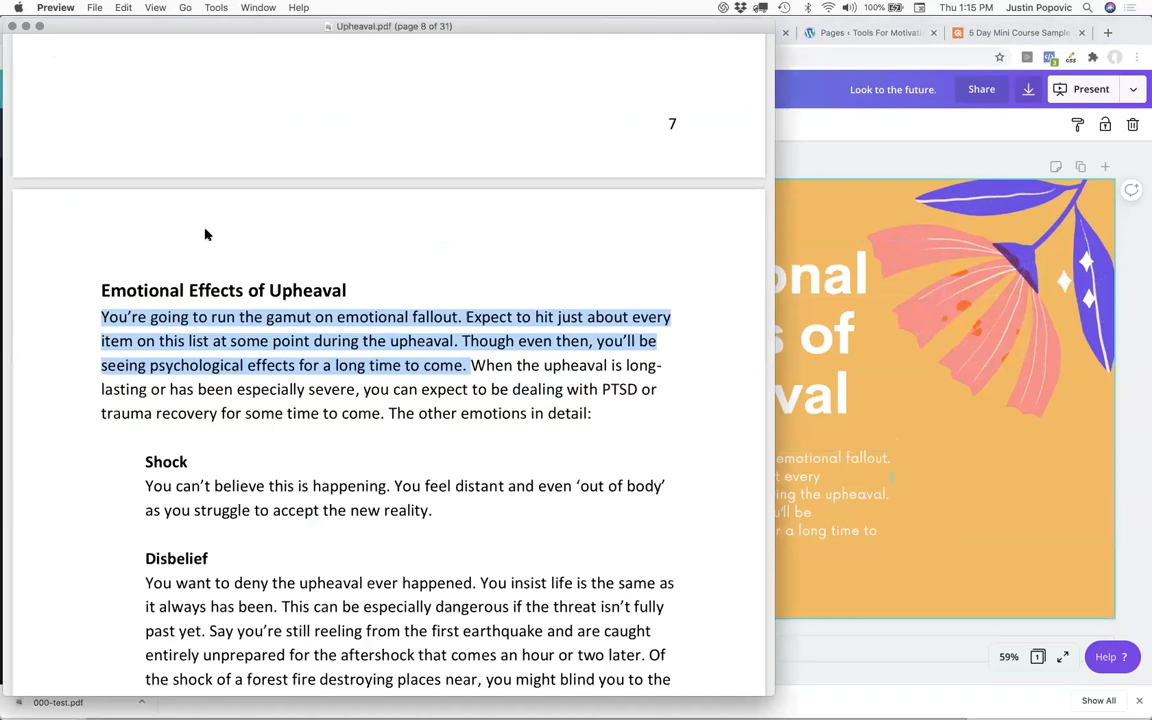 Preview File Edit View Go Tools Window Help 100% Thu 1:15 PM Justin Popovic
Upheaval.pdf (page 8 of 31)
Pages ‹ Tools For Motivati
5 Day Mini Course Sample
Look to the future. Share Present
7
Emotional Effects of Upheaval
You’re going to run the gamut on emotional fallout. Expect to hit just about every
item on this list at some point during the upheaval. Though even then, you’ll be
seeing psychological effects for a long time to come. When the upheaval is long-
lasting or has been especially severe, you can expect to be dealing with PTSD or
trauma recovery for some time to come. The other emotions in detail:
Shock
You can’t believe this is happening. You feel distant and even ‘out of body’
as you struggle to accept the new reality.
Disbelief
You want to deny the upheaval ever happened. You insist life is the same as
it always has been. This can be especially dangerous if the threat isn’t fully
past yet. Say you’re still reeling from the first earthquake and are caught
entirely unprepared for the aftershock that comes an hour or two later. Of
the shock of a forest fire destroying places near, you might blind you to the
onal
s of
val
emotional fallout.
t every
ing the upheaval.
u'll be
r a long time to
59% 1 Help ?
000-test.pdf
Show All